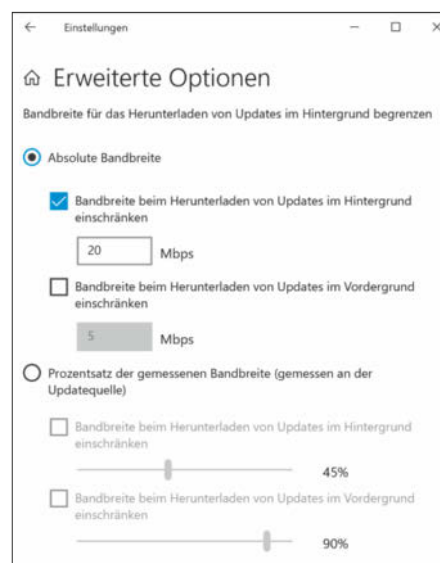 Einstellungen
Erweiterte Optionen
Bandbreite für das Herunterladen von Updates im Hintergrund begrenzen
Absolute Bandbreite
Bandbreite beim Herunterladen von Updates im Hintergrund
einschränken
20 Mbps
Bandbreite beim Herunterladen von Updates im Vordergrund
einschränken
5 Mbps
Prozentsatz der gemessenen Bandbreite (gemessen an der
Updatequelle)
Bandbreite beim Herunterladen von Updates im Hintergrund
einschränken
45%
Bandbreite beim Herunterladen von Updates im Vordergrund
einschränken
90%